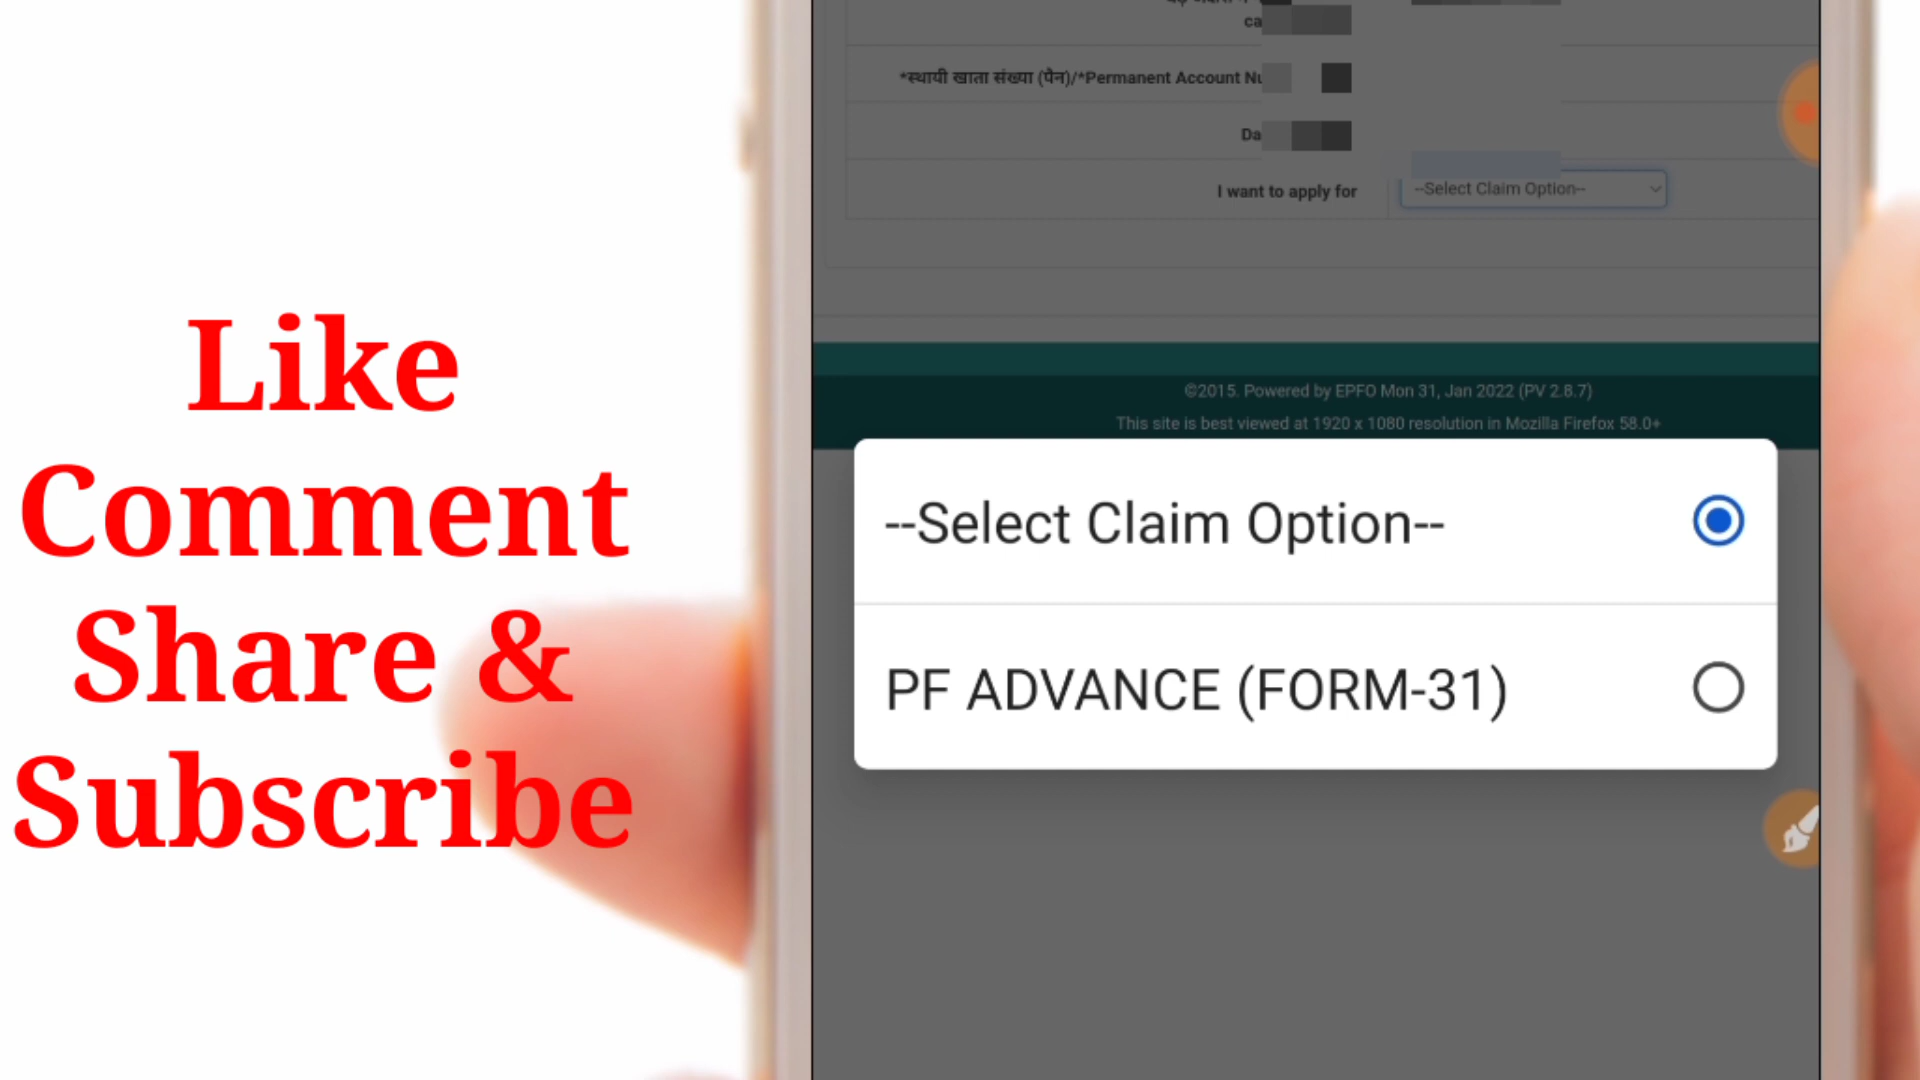 Like
Comment
Share &
Subscribe
*स्थायी खाता संख्या (पैन)/*Permanent Account
I want to apply for
--Select Claim Option--
©2015. Powered by EPFO Mon 31, Jan 2022 (PV 2.8.7)
This site is best viewed at 1920 x 1080 resolution in Mozilla Firefox 58.0+
--Select Claim Option--
PF ADVANCE (FORM-31)